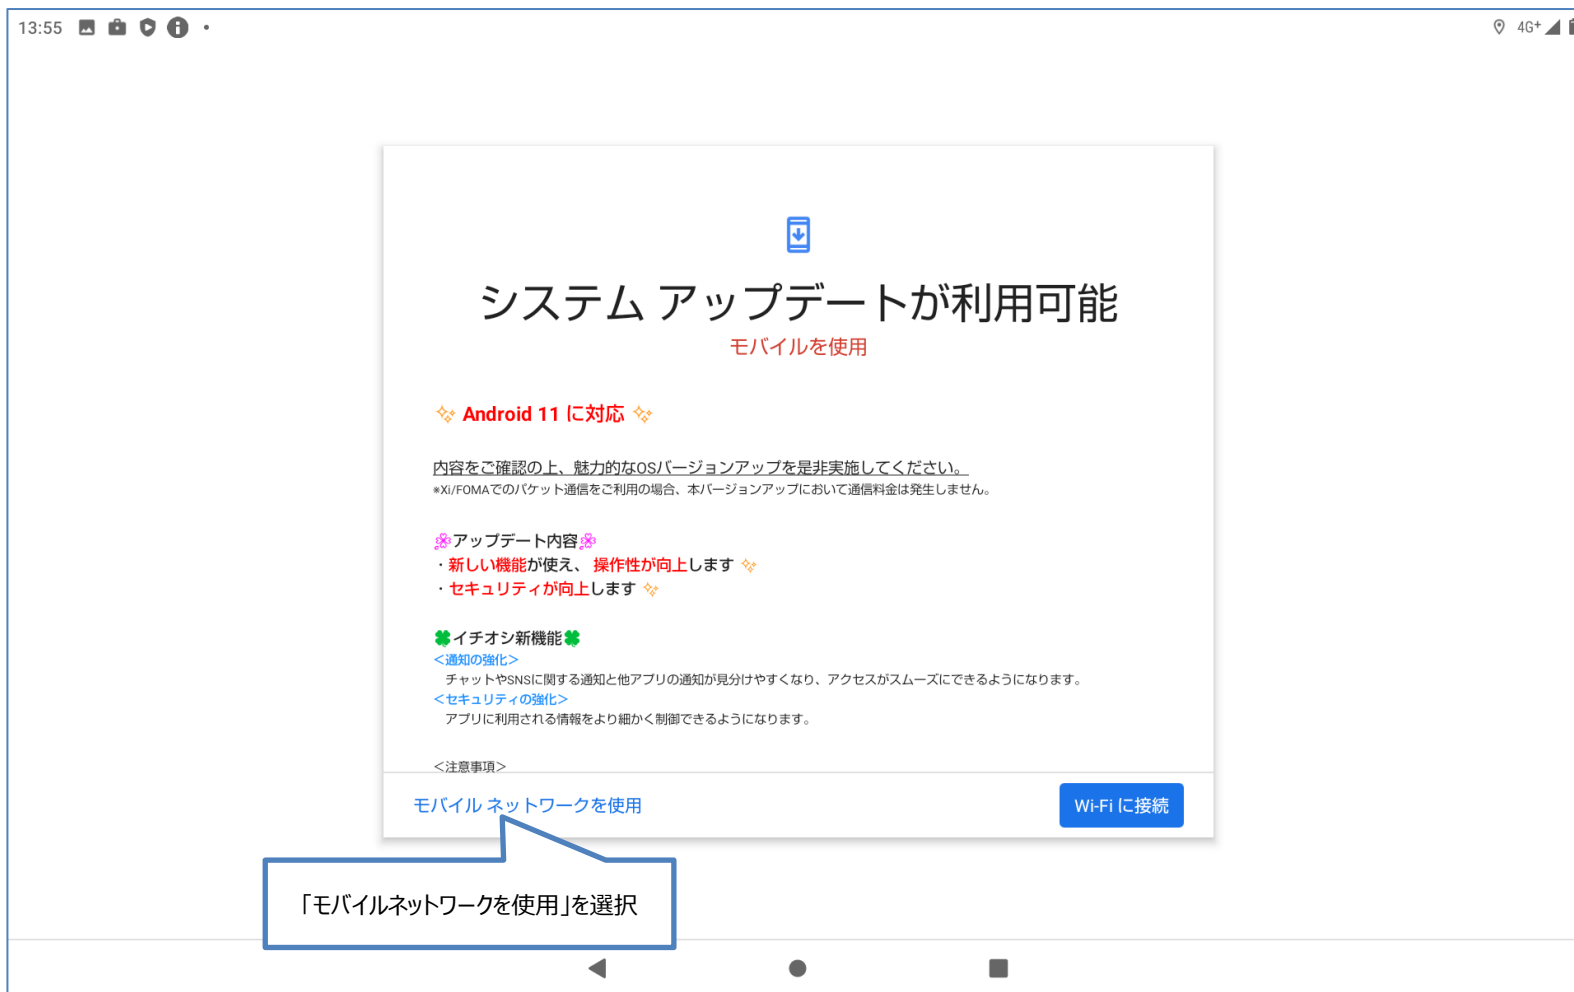 13:55
4G+
システム アップデートが利用可能
モバイルを使用
Android 11 に対応
内容をご確認の上、魅力的なOSバージョンアップを是非実施してください。
※Xi/FOMAでのパケット通信をご利用の場合、本バージョンアップにおいて通信料金は発生しません。
アップデート内容
・新しい機能が使え、 操作性が向上します
・セキュリティが向上します
イチオシ新機能
＜通知の強化＞
チャットやSNSに関する通知と他アプリの通知が見分けやすくなり、アクセスがスムーズにできるようになります。
＜セキュリティの強化＞
アプリに利用される情報をより細かく制御できるようになります。
＜注意事項＞
モバイル ネットワークを使用
Wi-Fi に接続
「モバイルネットワークを使用」を選択